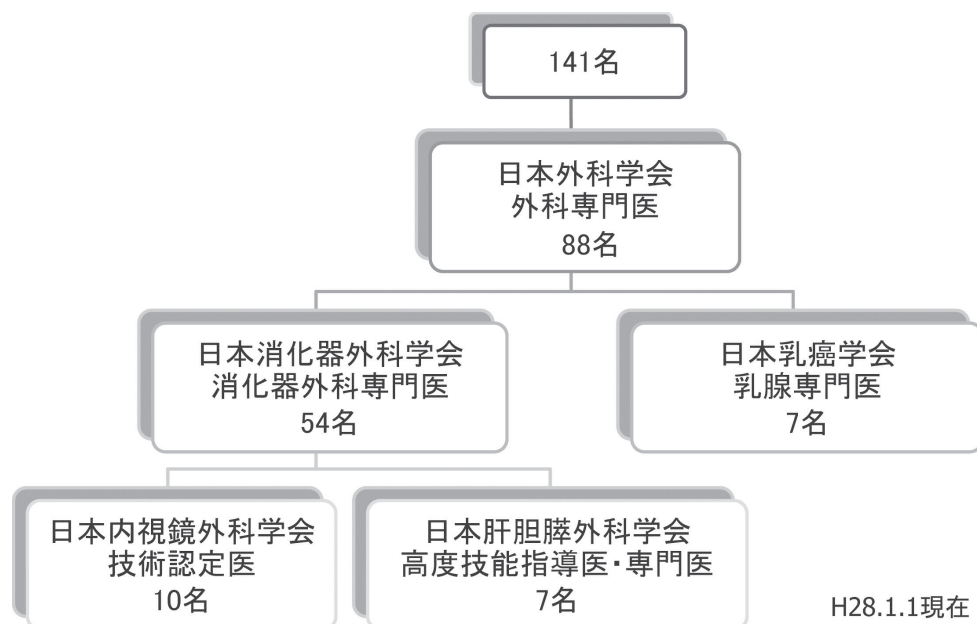 141名
日本外科学会
外科専門医
88名
日本消化器外科学会
消化器外科専門医
54名
日本乳癌学会
乳腺専門医
7名
日本内視鏡外科学会
技術認定医
10名
日本肝胆膵外科学会
高度技能指導医・専門医
7名
H28.1.1現在